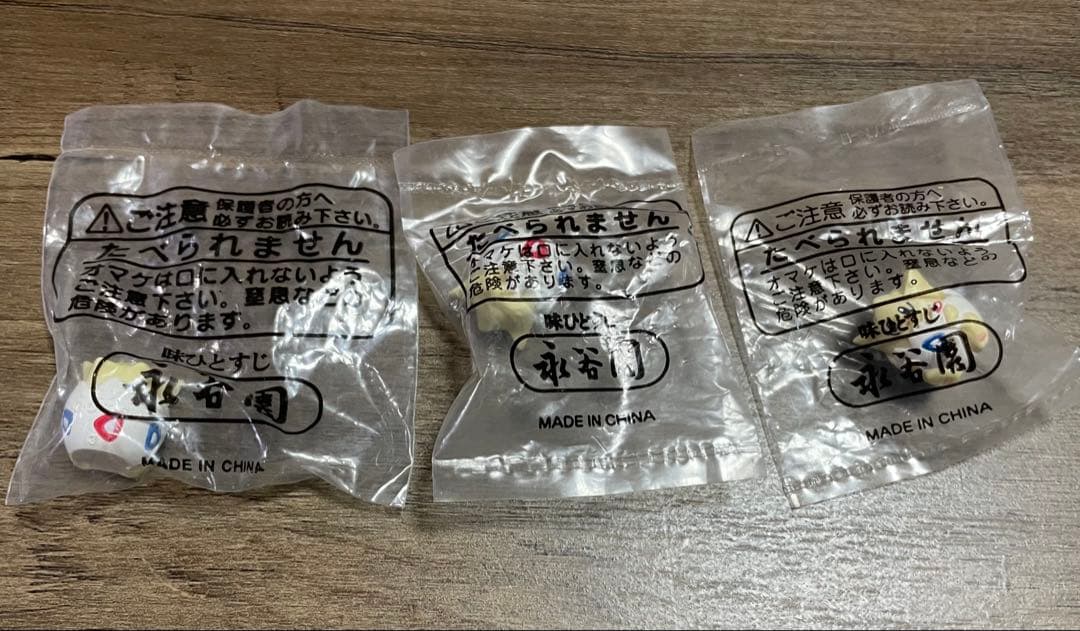 ご注意 保護者の方へ
必ずお読み下さい。
たべられません
オマケは口に入れないよう
ご注意下さい。窒息などの
危険があります。
味ひとすじ
永谷園
MADE IN CHINA
たべられません
オマケは口に入れないよう
ご注意下さい。窒息などの
危険があります。
味ひとすじ
永谷園
MADE IN CHINA
ご注意 保護者の方へ
必ずお読み下さい。
たべられません
オマケは口に入れないよう
ご注意下さい。窒息などの
危険があります。
味ひとすじ
永谷園
MADE IN CHINA